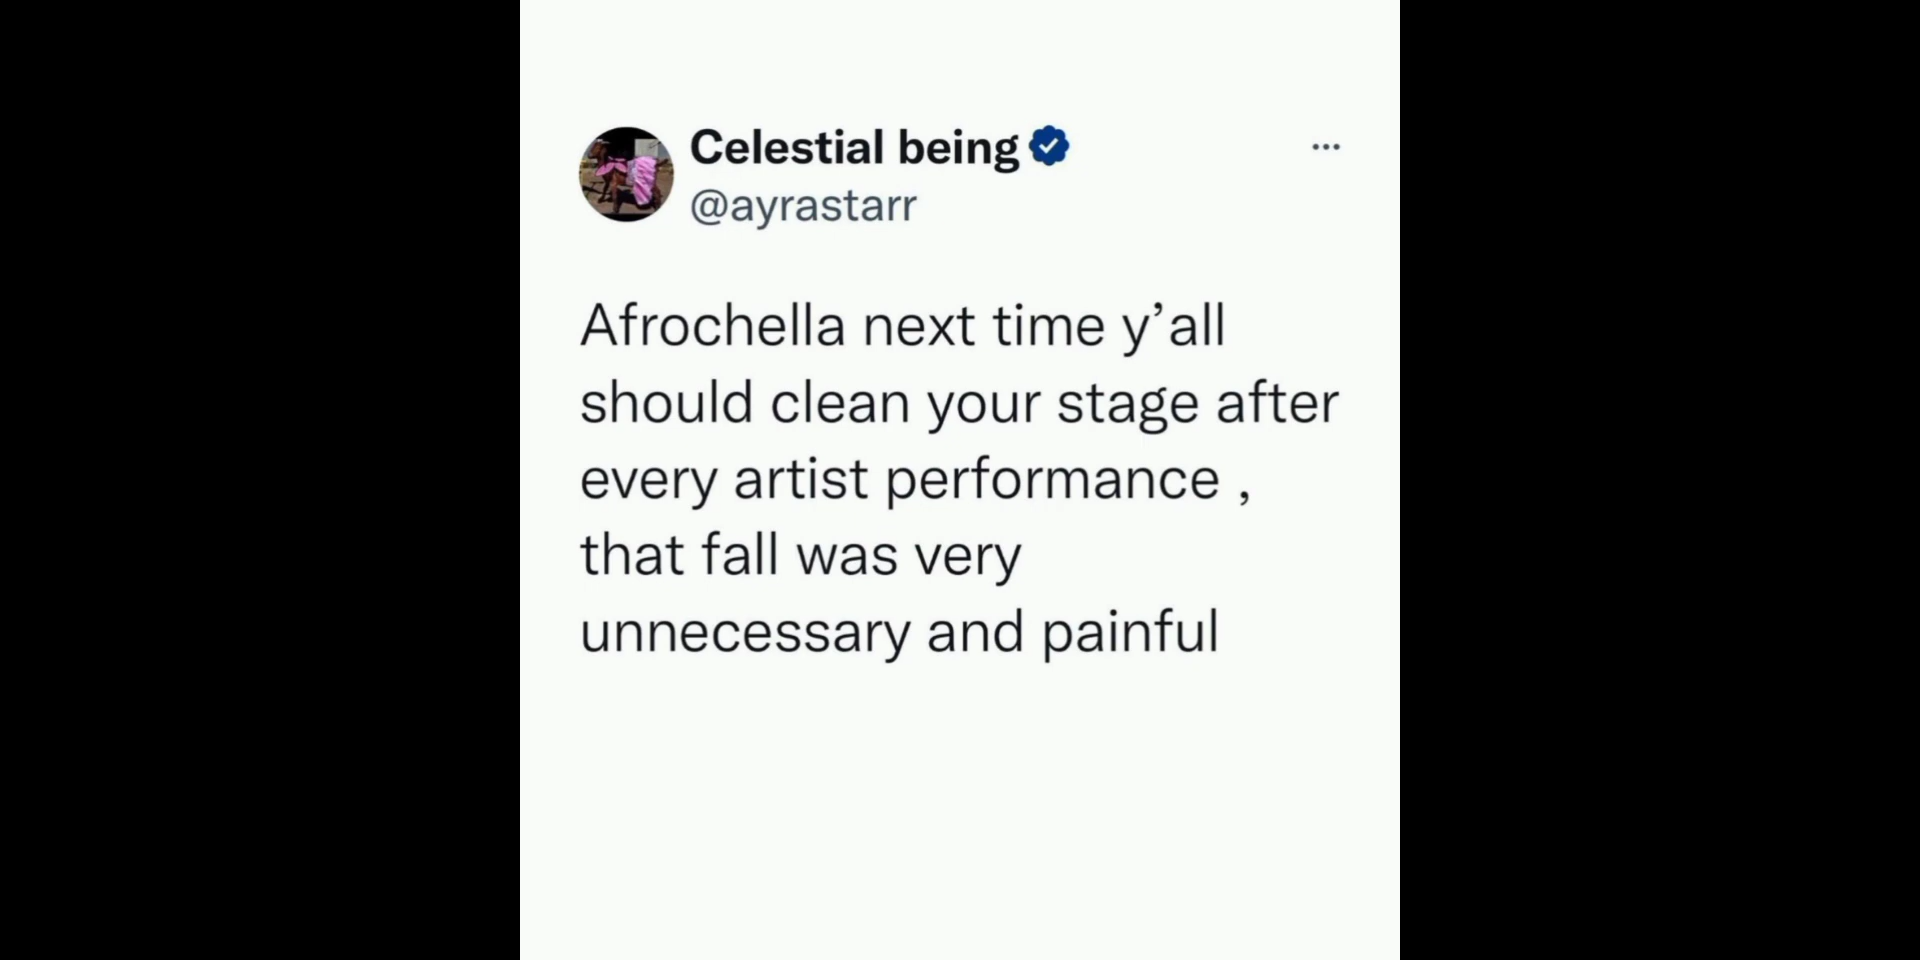 Celestial being
@ayrastarr
Afrochella next time y’all
should clean your stage after
every artist performance ,
that fall was very
unnecessary and painful